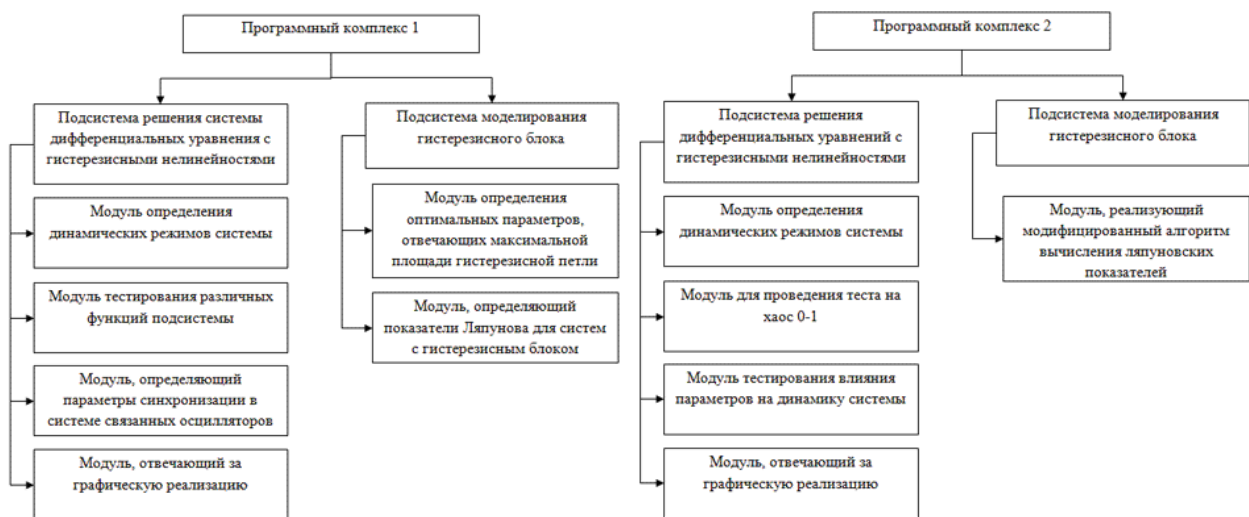 Программный комплекс 1
Подсистема решения системы
дифференциальных уравнения с
гистерезисными нелинейностями
Модуль определения
динамических режимов системы
Модуль тестирования различных
функций подсистемы
Модуль, определяющий
параметры синхронизации в
системе связанных осцилляторов
Модуль, отвечающий за
графическую реализацию
Подсистема моделирования
гистерезисного блока
Модуль определения
оптимальных параметров,
отвечающих максимальной
площади гистерезисной петли
Модуль, определяющий
показатели Ляпунова для систем
с гистерезисным блоком
Программный комплекс 2
Подсистема решения
дифференциальных уравнений с
гистерезисными нелинейностями
Модуль определения
динамических режимов системы
Модуль для проведения теста на
хаос 0-1
Модуль тестирования влияния
параметров на динамику системы
Модуль, отвечающий за
графическую реализацию
Подсистема моделирования
гистерезисного блока
Модуль, реализующий
модифицированный алгоритм
вычисления ляпуновских
показателей